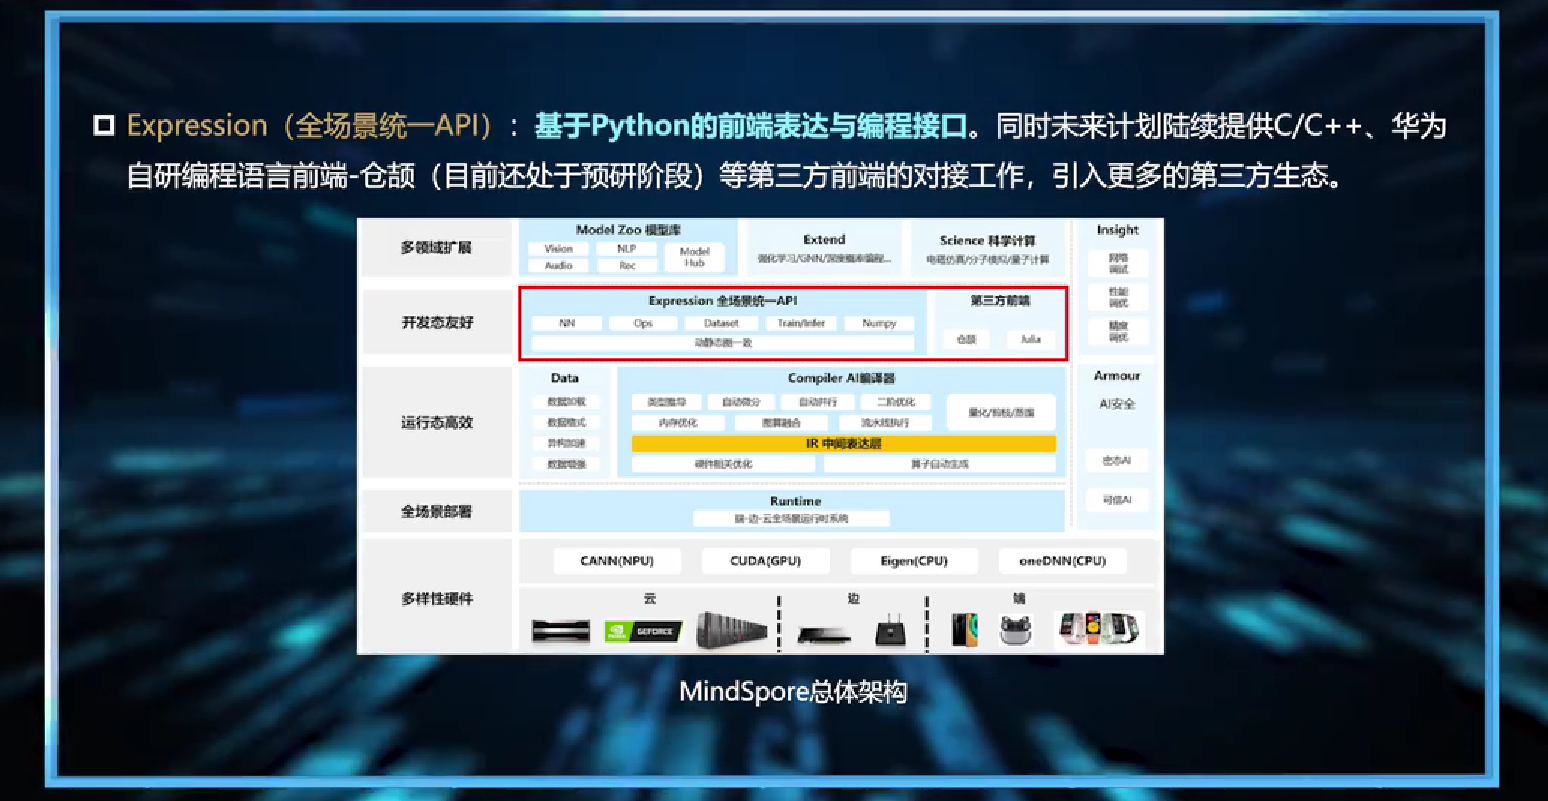 Expression（全场景统一API）：基于Python的前端表达与编程接口。同时未来计划陆续提供C/C++、华为
自研编程语言前端-仓颉（目前还处于预研阶段）等第三方前端的对接工作，引入更多的第三方生态。
多领域扩展
Model Zoo 模型库
Vision
NLP
Audio
Rec
Model
Hub
Extend
强化学习/GNN/深度概率编程...
Science 科学计算
电磁仿真/分子模拟/量子计算
Insight
网络
调试
性能
调优
精度
调优
开发态友好
Expression 全场景统一API
NN
Ops
Dataset
Train/Infer
Numpy
动静态图一致
第三方前端
仓颉
Julia
运行态高效
Data
数据加载
数据格式
异构加速
数据增强
Compiler AI编译器
类型推导
自动微分
自动并行
二阶优化
内存优化
图算融合
流水线执行
量化/剪枝/蒸馏
IR 中间表达层
硬件相关优化
算子自动生成
Armour
AI安全
密态AI
可信AI
全场景部署
Runtime
端-边-云全场景运行时系统
多样性硬件
CANN(NPU)
CUDA(GPU)
Eigen(CPU)
oneDNN(CPU)
云
边
端
GEFORCE
MindSpore总体架构